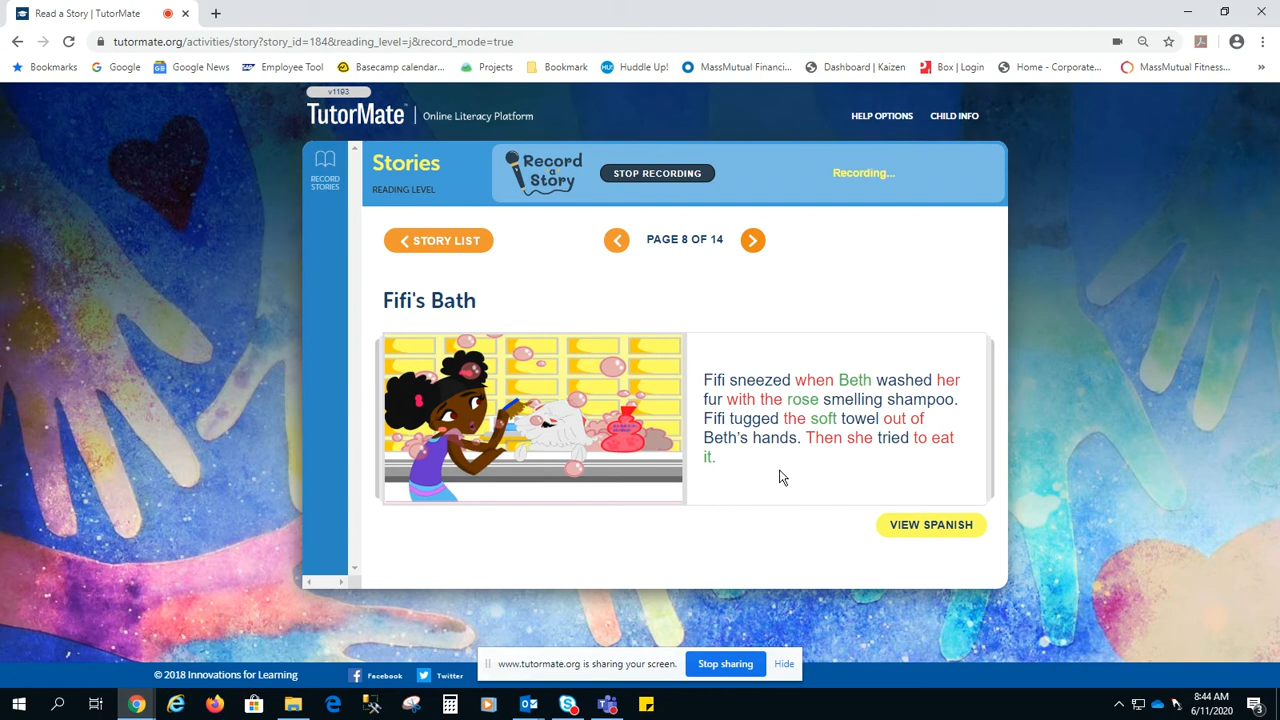 Read a Story | TutorMate
tutormate.org/activities/story?story_id=184&reading_level=j&record_mode=true
Bookmarks Google Google News Employee Tool Basecamp calendar... Projects Bookmark Huddle Up! MassMutual Financi... Dashboard | Kaizen Box | Login Home - Corporate... MassMutual Fitness... »
v1193
TutorMate™ | Online Literacy Platform HELP OPTIONS CHILD INFO
RECORD STORIES
Stories
READING LEVEL
Record a Story
STOP RECORDING
Recording...
STORY LIST
PAGE 8 OF 14
Fifi's Bath
Fifi sneezed when Beth washed her
fur with the rose smelling shampoo.
Fifi tugged the soft towel out of
Beth's hands. Then she tried to eat
it.
VIEW SPANISH
www.tutormate.org is sharing your screen. Stop sharing Hide
© 2018 Innovations for Learning Facebook Twitter
8:44 AM
6/11/2020
3